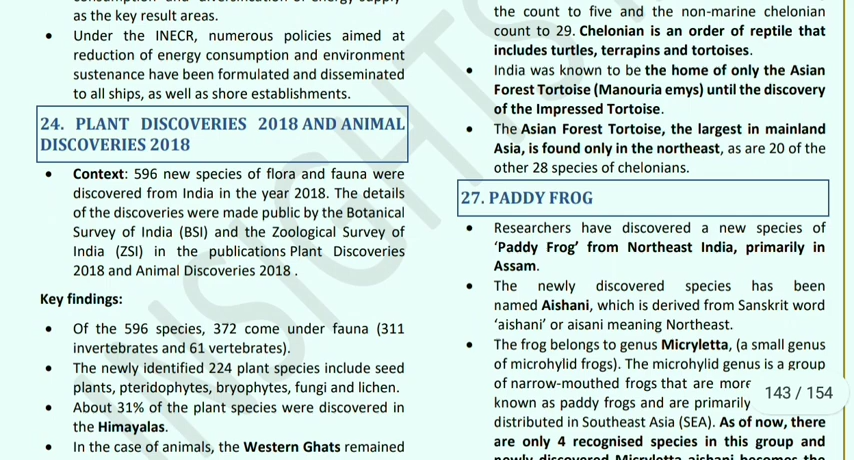 as the key result areas.
• Under the INECR, numerous policies aimed at
reduction of energy consumption and environment
sustenance have been formulated and disseminated
to all ships, as well as shore establishments.
24. PLANT DISCOVERIES 2018 AND ANIMAL
DISCOVERIES 2018
• Context: 596 new species of flora and fauna were
discovered from India in the year 2018. The details
of the discoveries were made public by the Botanical
Survey of India (BSI) and the Zoological Survey of
India (ZSI) in the publications Plant Discoveries
2018 and Animal Discoveries 2018 .
Key findings:
• Of the 596 species, 372 come under fauna (311
invertebrates and 61 vertebrates).
• The newly identified 224 plant species include seed
plants, pteridophytes, bryophytes, fungi and lichen.
• About 31% of the plant species were discovered in
the Himalayas.
• In the case of animals, the Western Ghats remained
the count to five and the non-marine chelonian
count to 29. Chelonian is an order of reptile that
includes turtles, terrapins and tortoises.
• India was known to be the home of only the Asian
Forest Tortoise (Manouria emys) until the discovery
of the Impressed Tortoise.
• The Asian Forest Tortoise, the largest in mainland
Asia, is found only in the northeast, as are 20 of the
other 28 species of chelonians.
27. PADDY FROG
• Researchers have discovered a new species of
‘Paddy Frog’ from Northeast India, primarily in
Assam.
• The newly discovered species has been
named Aishani, which is derived from Sanskrit word
‘aishani’ or aisani meaning Northeast.
• The frog belongs to genus Micryletta, (a small genus
of microhylid frogs). The microhylid genus is a group
of narrow-mouthed frogs that are more
known as paddy frogs and are primarily
distributed in Southeast Asia (SEA). As of now, there
are only 4 recognised species in this group and
newly discovered Micryletta aishani becomes the
143 / 154
INSIGHTS